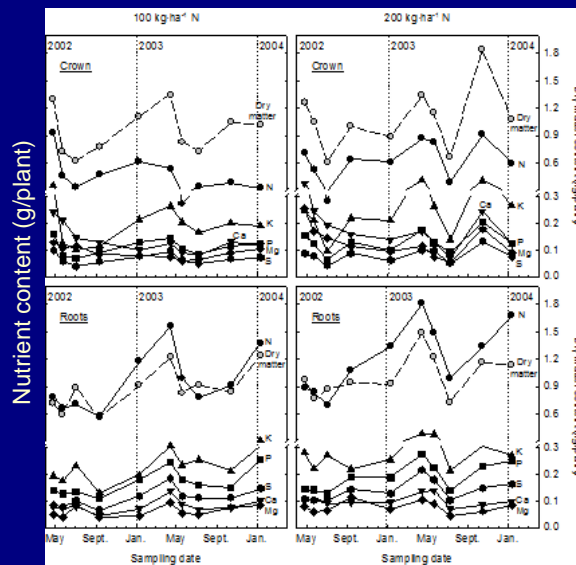 100 kg·ha⁻¹ N
200 kg·ha⁻¹ N
2002
2003
2004
Crown
Dry
matter
N
K
Ca
P
Mg
S
2002
2003
2004
Crown
Dry
matter
N
K
Ca
P
Mg
S
1.8
1.5
1.2
0.9
0.6
0.3
0.2
0.1
0.0
Nutrient content (g/plant)
2002
2003
2004
Roots
N
Dry
matter
K
P
S
Ca
Mg
2002
2003
2004
Roots
N
Dry
matter
K
P
S
Ca
Mg
1.8
1.5
1.2
0.9
0.6
0.3
0.2
0.1
0.0
May
Sept.
Jan.
May
Sept.
Jan.
May
Sept.
Jan.
May
Sept.
Jan.
Sampling date
Sampling date